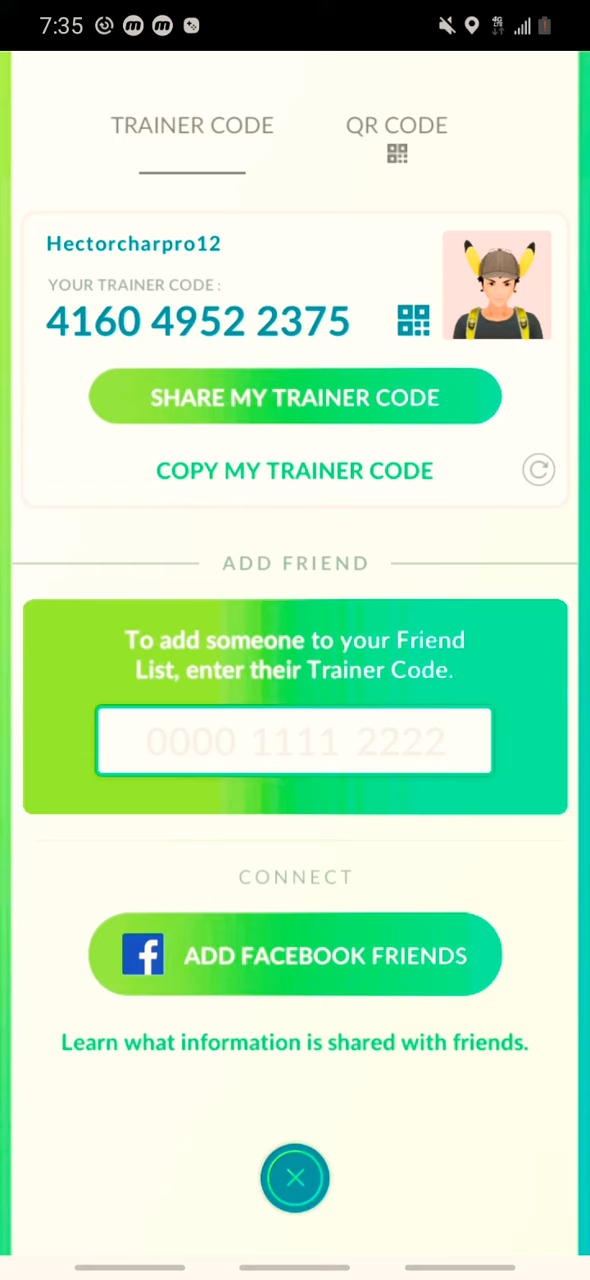 7:35
TRAINER CODE
QR CODE
Hectorcharpro12
YOUR TRAINER CODE :
4160 4952 2375
SHARE MY TRAINER CODE
COPY MY TRAINER CODE
ADD FRIEND
To add someone to your Friend
List, enter their Trainer Code.
0000 1111 2222
CONNECT
f ADD FACEBOOK FRIENDS
Learn what information is shared with friends.